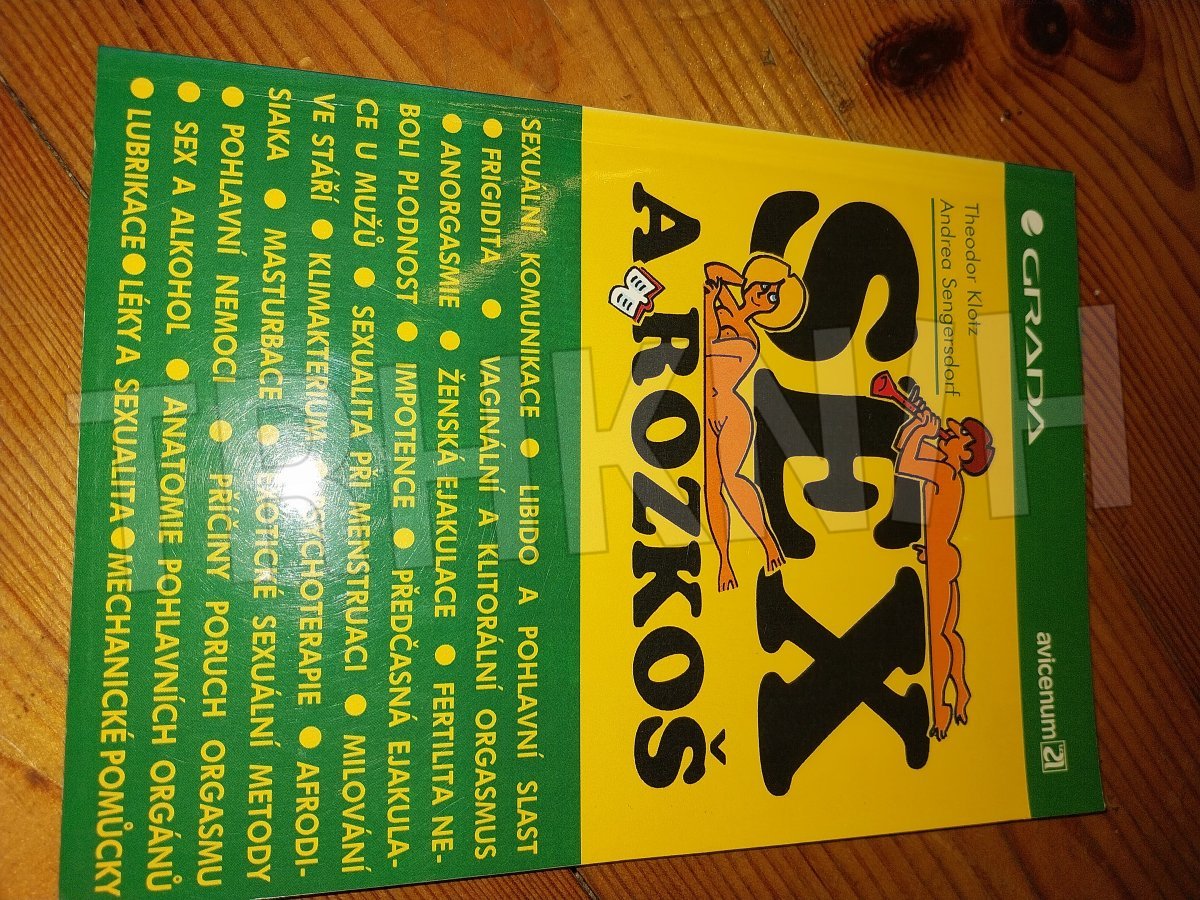 GRADA
avicenum 21
Theodor Klotz
Andrea Sengersdorf
SEX
A ROZKOŠ
SEXUÁLNÍ KOMUNIKACE ● LIBIDO A POHLAVNÍ SLAST
● FRIGIDITA ● VAGINÁLNÍ A KLITORÁLNÍ ORGASMUS
● ANORGASMIE ● ŽENSKÁ EJAKULACE ● FERTILITA NE-
BOLI PLODNOST ● IMPOTENCE ● PŘEDČASNÁ EJAKULA-
CE U MUŽŮ ● SEXUALITA PŘI MENSTRUACI ● MILOVÁNÍ
VE STÁŘÍ ● KLIMAKTERIUM ● PSYCHOTERAPIE ● AFRODI-
SIAKA ● MASTURBACE ● EXOTICKÉ SEXUÁLNÍ METODY
● POHLAVNÍ NEMOCI ● PŘÍČINY PORUCH ORGASMU
● SEX A ALKOHOL ● ANATOMIE POHLAVNÍCH ORGÁNŮ
● LUBRIKACE ● LÉKY A SEXUALITA ● MECHANICKÉ POMŮCKY